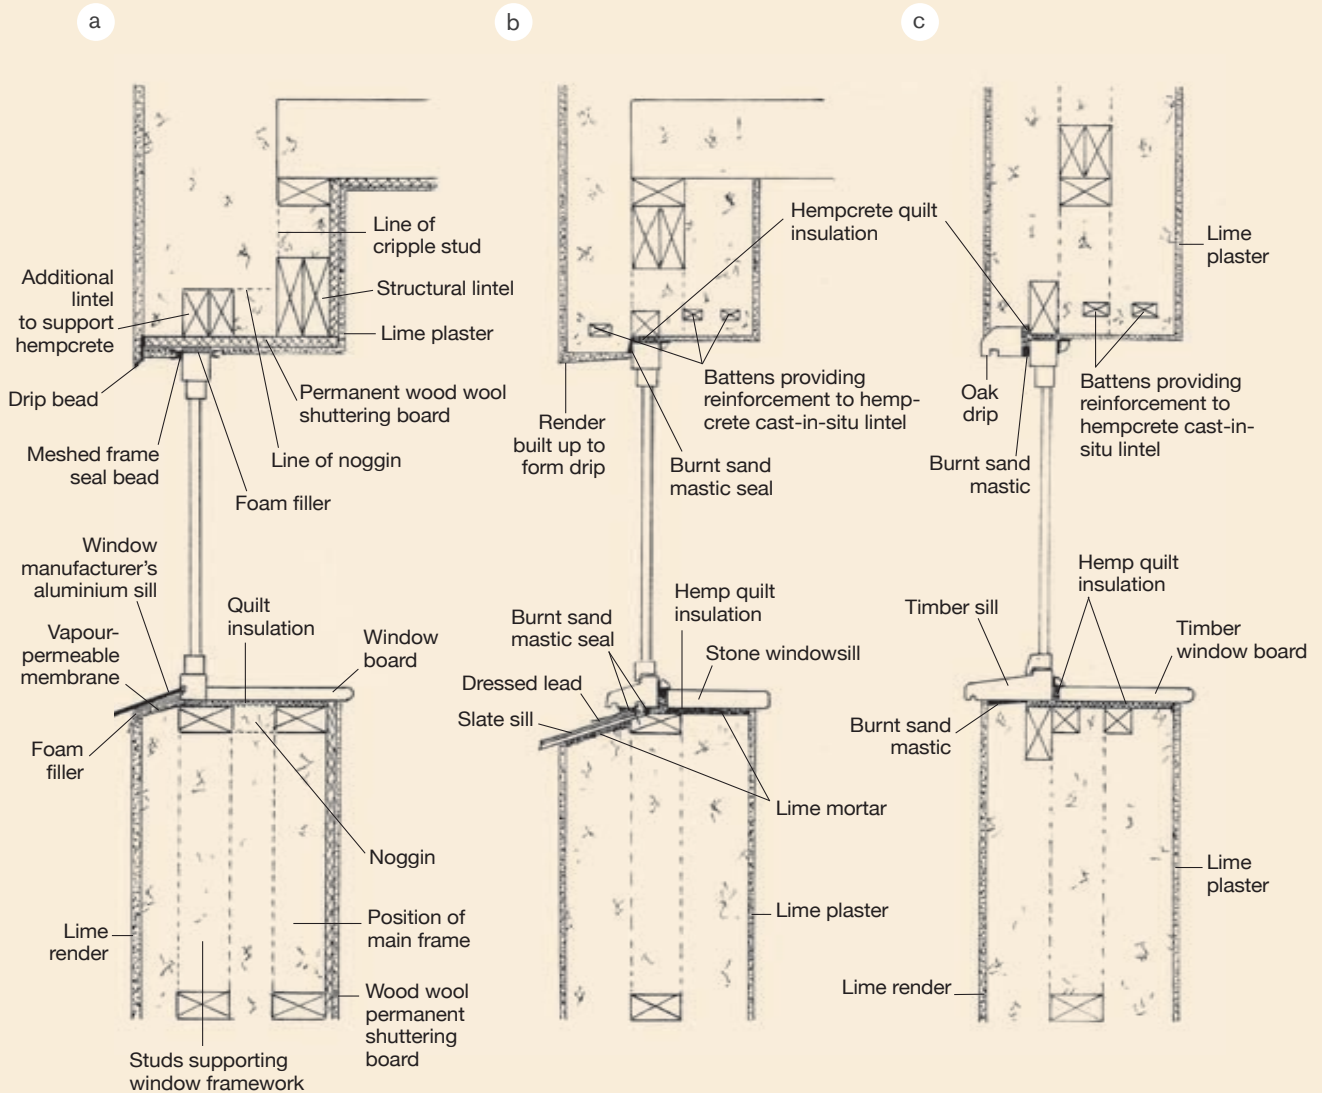 a
b
c
Line of
cripple stud
Additional
lintel
to support
hempcrete
Structural lintel
Lime plaster
Drip bead
Permanent wood wool
shuttering board
Meshed frame
seal bead
Line of noggin
Foam filler
Window
manufacturer's
aluminium sill
Quilt
insulation
Vapour-
permeable
membrane
Window
board
Foam
filler
Noggin
Position of
main frame
Lime
render
Wood wool
permanent
shuttering
board
Studs supporting
window framework
Hempcrete quilt
insulation
Battens providing
reinforcement to hemp-
crete cast-in-situ lintel
Render
built up to
form drip
Burnt sand
mastic seal
Hemp quilt
insulation
Burnt sand
mastic seal
Stone windowsill
Dressed lead
Slate sill
Lime mortar
Lime plaster
Lime
plaster
Oak
drip
Battens providing
reinforcement to
hempcrete cast-in-
situ lintel
Burnt sand
mastic
Hemp quilt
insulation
Timber sill
Timber
window board
Burnt sand
mastic
Lime
plaster
Lime render